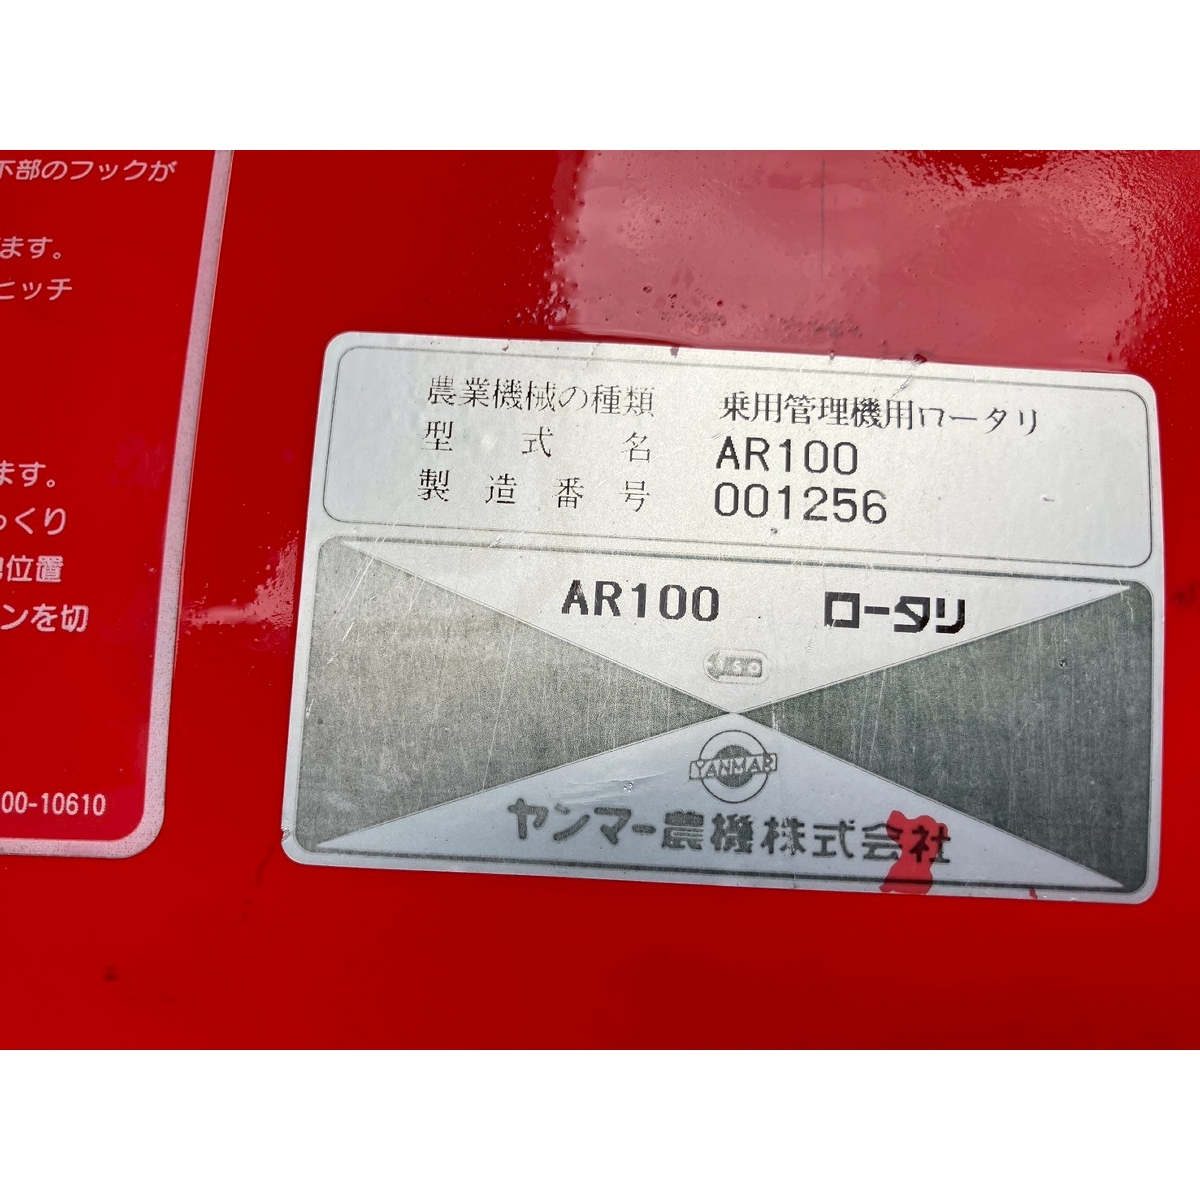 部のフックが
ます。
ヒッチ
ます。
っくり
位置
ンを切
00-10610
農業機械の種類 乗用管理機用ロータリ
型式名 AR100
製造番号 001256
AR100 ロータリ
YANMAR
ヤンマー農機株式会社